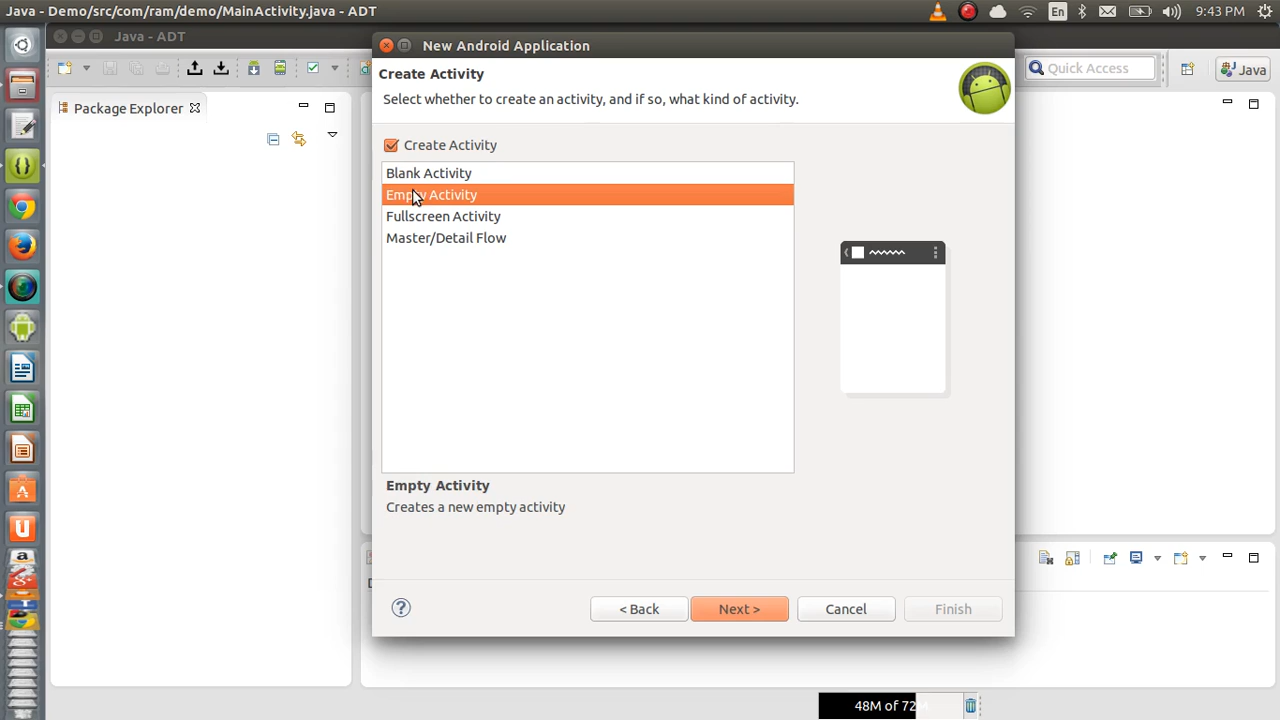 Java - Demo/src/com/ram/demo/MainActivity.java - ADT
En
9:43 PM
Java - ADT
New Android Application
Quick Access
Java
Package Explorer
Create Activity
Select whether to create an activity, and if so, what kind of activity.
Create Activity
Blank Activity
Empty Activity
Fullscreen Activity
Master/Detail Flow
Empty Activity
Creates a new empty activity
< Back
Next >
Cancel
Finish